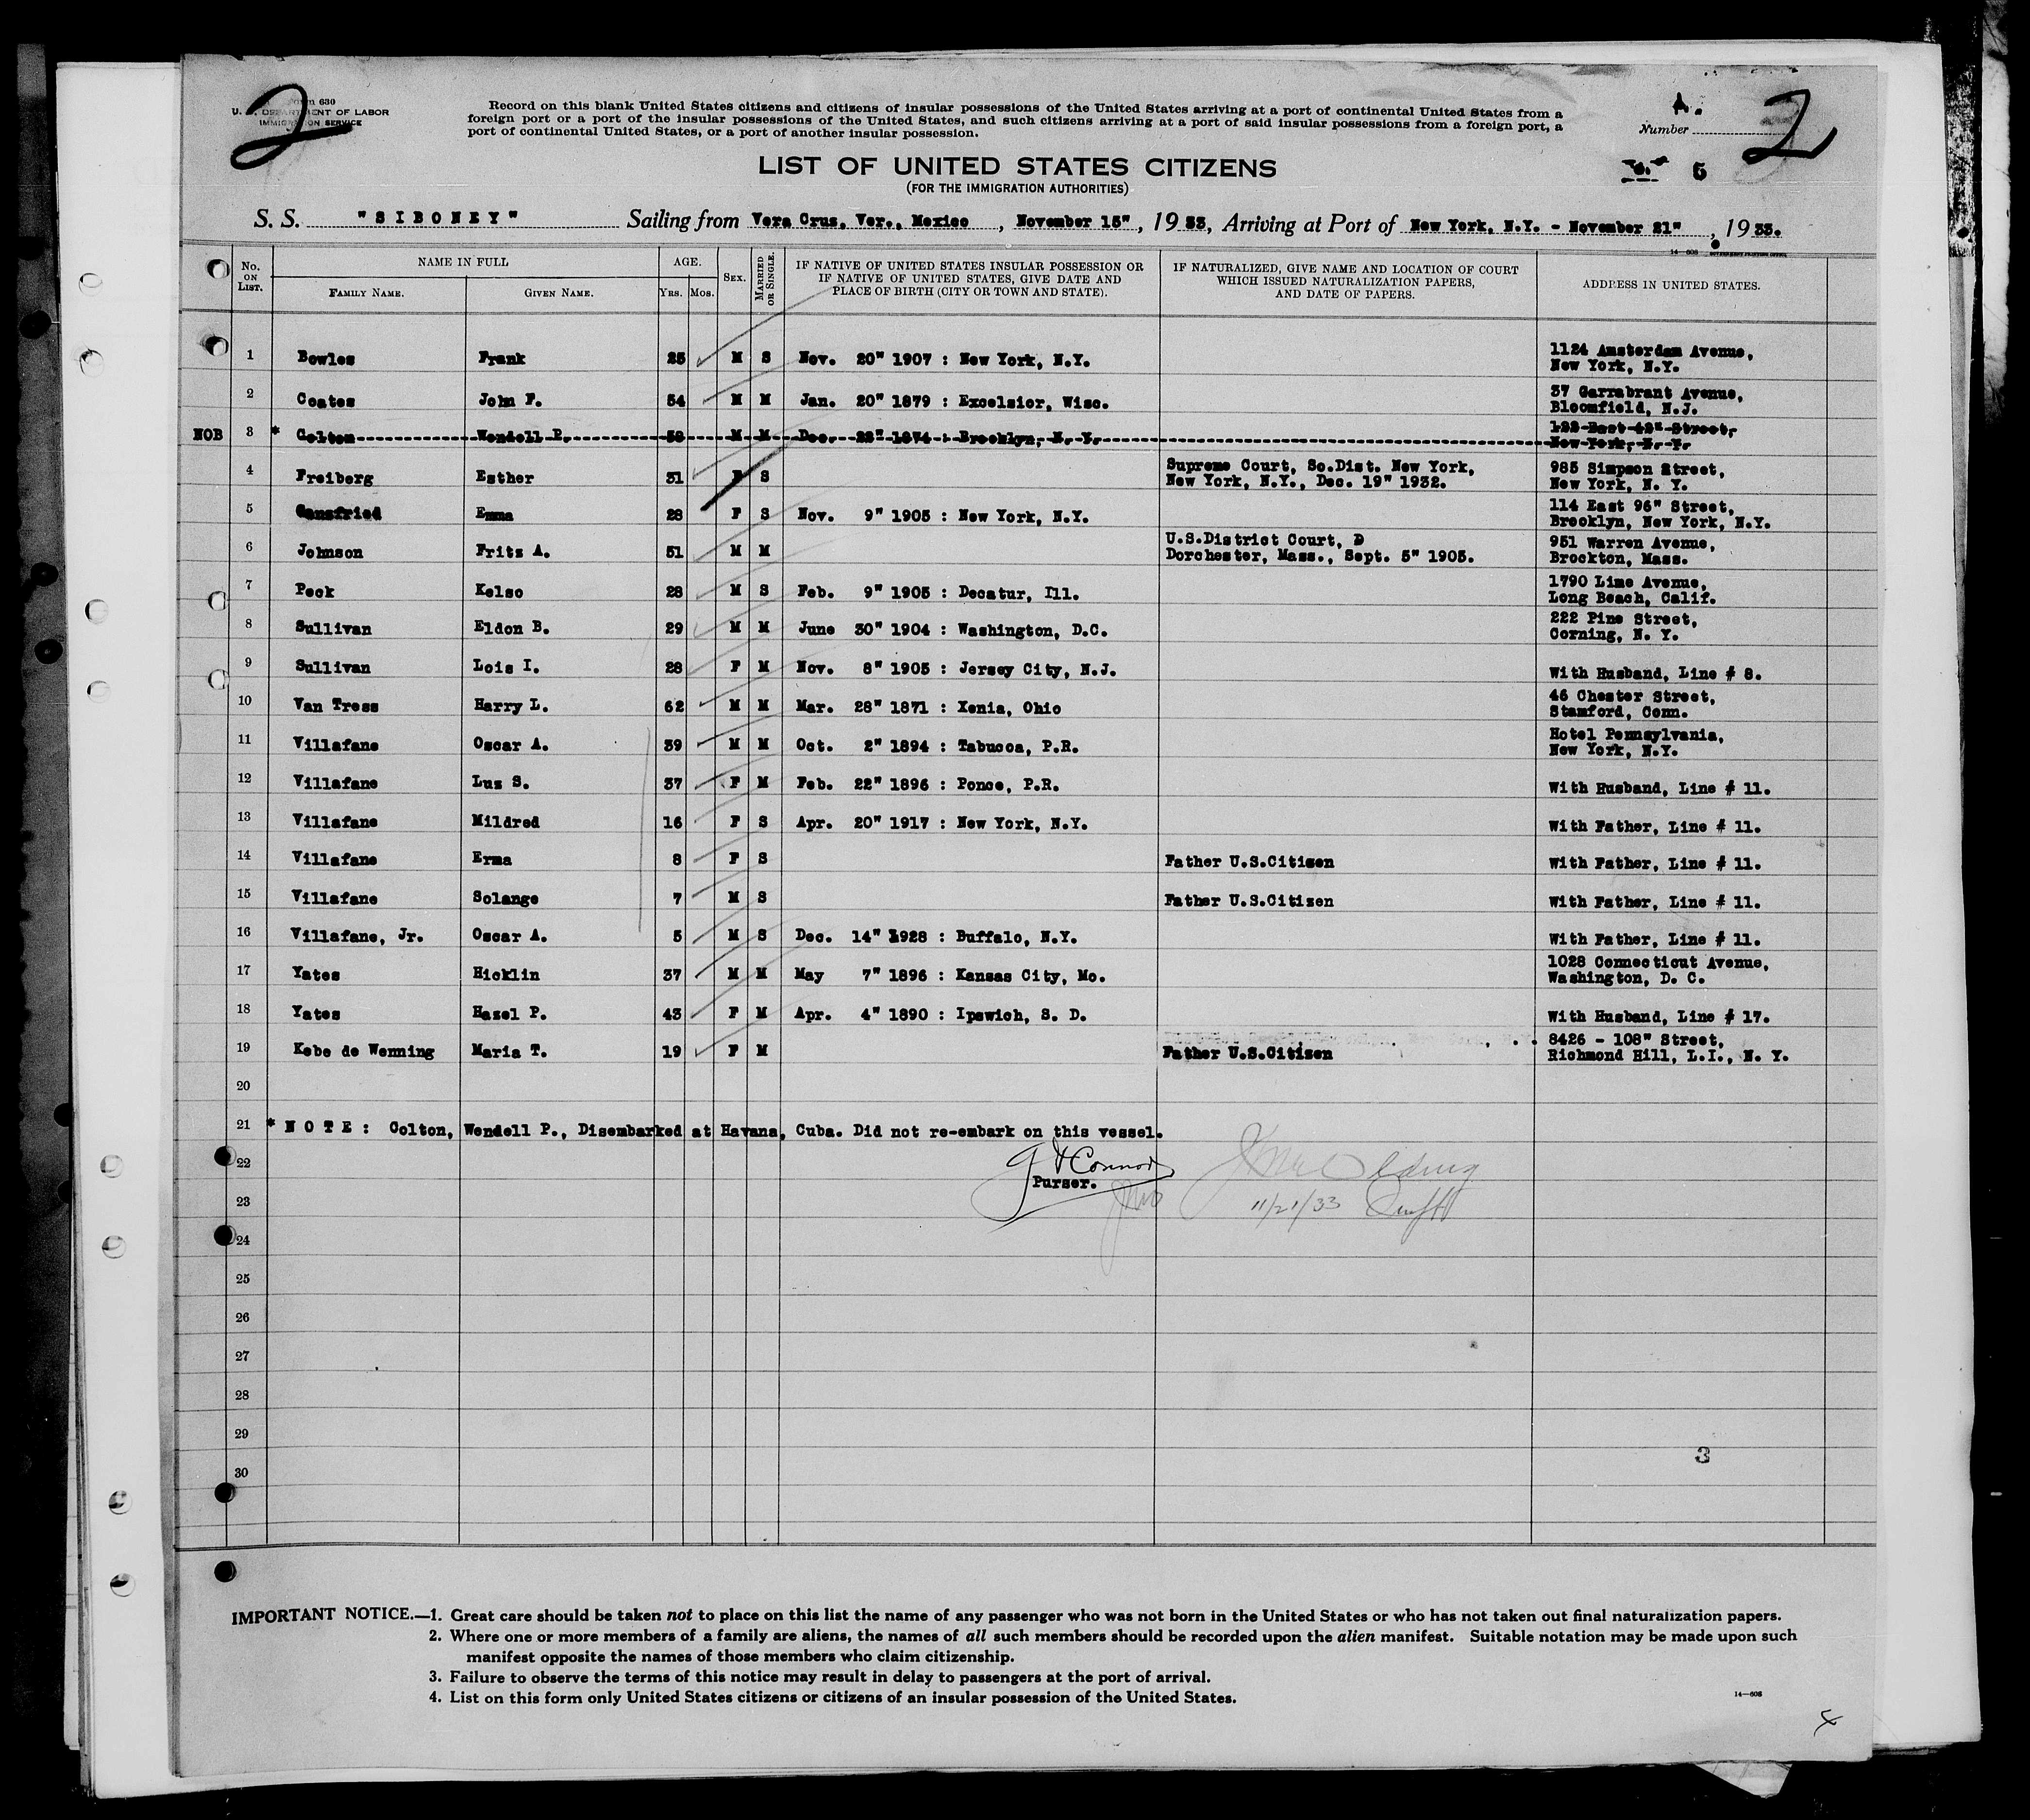 2
Form 630
U. S. DEPARTMENT OF LABOR
IMMIGRATION SERVICE
Record on this blank United States citizens and citizens of insular possessions of the United States arriving at a port of continental United States from a
foreign port or a port of the insular possessions of the United States, and such citizens arriving at a port of said insular possessions from a foreign port, a
port of continental United States, or a port of another insular possession.
A.
Number
2
5
LIST OF UNITED STATES CITIZENS
(FOR THE IMMIGRATION AUTHORITIES)
S. S. "SIBONEY" Sailing from Vera Cruz, Ver., Mexico, November 15", 1933, Arriving at Port of New York, N.Y. - November 21", 1933.
14-608 GOVERNMENT PRINTING OFFICE
No. ON LIST. NAME IN FULL FAMILY NAME. GIVEN NAME. AGE. YRS. MOS. SEX. MARRIED OR SINGLE. IF NATIVE OF UNITED STATES INSULAR POSSESSION OR IF NATIVE OF UNITED STATES, GIVE DATE AND PLACE OF BIRTH (CITY OR TOWN AND STATE). IF NATURALIZED, GIVE NAME AND LOCATION OF COURT WHICH ISSUED NATURALIZATION PAPERS, AND DATE OF PAPERS. ADDRESS IN UNITED STATES.
1 Bowles Frank 25 M S Nov. 20" 1907 : New York, N.Y. 1124 Amsterdam Avenue,
New York, N.Y.
2 Coates John F. 54 M M Jan. 20" 1879 : Excelsior, Wisc. 37 Garrabrant Avenue,
Bloomfield, N.J.
NOB 3 * Colton Wendell P. 58 M M Dec. 22" 1874 : Brooklyn, N. Y. 122 East 42" Street,
New York, N. Y.
4 Freiberg Esther 31 F S Supreme Court, So.Dist. New York, 985 Simpson Street,
New York, N.Y., Dec. 19" 1932. New York, N. Y.
5 Gansfried Emma 28 F S Nov. 9" 1905 : New York, N.Y. 114 East 96" Street,
Brooklyn, New York, N.Y.
6 Johnson Frits A. 51 M M U.S.District Court, D 951 Warren Avenue,
Dorchester, Mass., Sept. 5" 1905. Brockton, Mass.
7 Peck Kelso 28 M S Feb. 9" 1905 : Decatur, Ill. 1790 Lime Avenue,
Long Beach, Calif.
8 Sullivan Eldon B. 29 M M June 30" 1904 : Washington, D.C. 222 Pine Street,
Corning, N. Y.
9 Sullivan Lois I. 28 F M Nov. 8" 1905 : Jersey City, N.J. With Husband, Line # 8.
10 Van Tress Harry L. 62 M M Mar. 28" 1871 : Xenia, Ohio 46 Chester Street,
Stamford, Conn.
11 Villafane Oscar A. 39 M M Oct. 2" 1894 : Tabucoa, P.R. Hotel Pennsylvania,
New York, N.Y.
12 Villafane Luz S. 37 F M Feb. 22" 1896 : Ponce, P.R. With Husband, Line # 11.
13 Villafane Mildred 16 F S Apr. 20" 1917 : New York, N.Y. With Father, Line # 11.
14 Villafane Erma 8 F S Father U.S.Citizen With Father, Line # 11.
15 Villafane Solange 7 M S Father U.S.Citizen With Father, Line # 11.
16 Villafane, Jr. Oscar A. 5 M S Dec. 14" 1928 : Buffalo, N.Y. With Father, Line # 11.
17 Yates Hicklin 37 M M May 7" 1896 : Kansas City, Mo. 1028 Connecticut Avenue,
Washington, D. C.
18 Yates Hazel P. 43 F M Apr. 4" 1890 : Ipswich, S. D. With Husband, Line # 17.
19 Kebe de Wenning Maria T. 19 F M Father U.S.Citizen 8426 - 108" Street,
Richmond Hill, L.I., N. Y.
20
21 * N O T E : Colton, Wendell P., Disembarked at Havana, Cuba. Did not re-embark on this vessel.
22 G O'Connor
Purser.
23 11/21/33
24
25
26
27
28
29
3
30
IMPORTANT NOTICE.—1. Great care should be taken not to place on this list the name of any passenger who was not born in the United States or who has not taken out final naturalization papers.
2. Where one or more members of a family are aliens, the names of all such members should be recorded upon the alien manifest. Suitable notation may be made upon such
manifest opposite the names of those members who claim citizenship.
3. Failure to observe the terms of this notice may result in delay to passengers at the port of arrival.
4. List on this form only United States citizens or citizens of an insular possession of the United States.
14-608
4